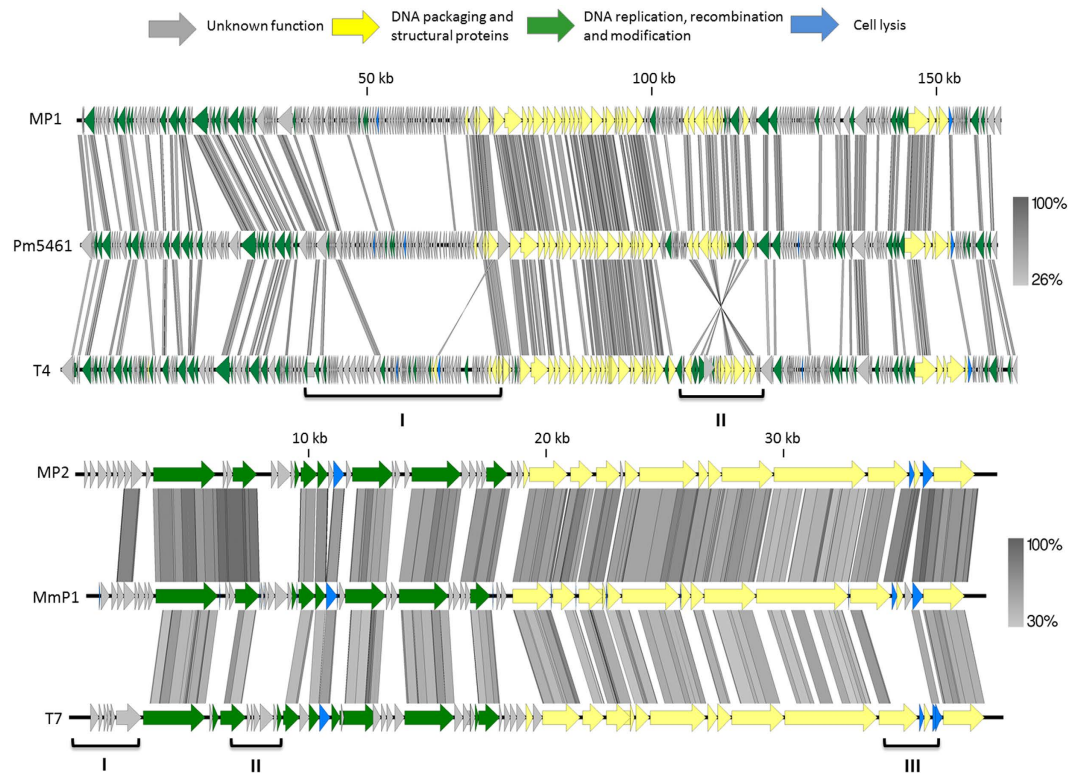 Unknown function
DNA packaging and
structural proteins
DNA replication, recombination
and modification
Cell lysis
50 kb
100 kb
150 kb
MP1
Pm5461
T4
100%
26%
I
II
10 kb
20 kb
30 kb
MP2
MmP1
T7
100%
30%
I
II
III